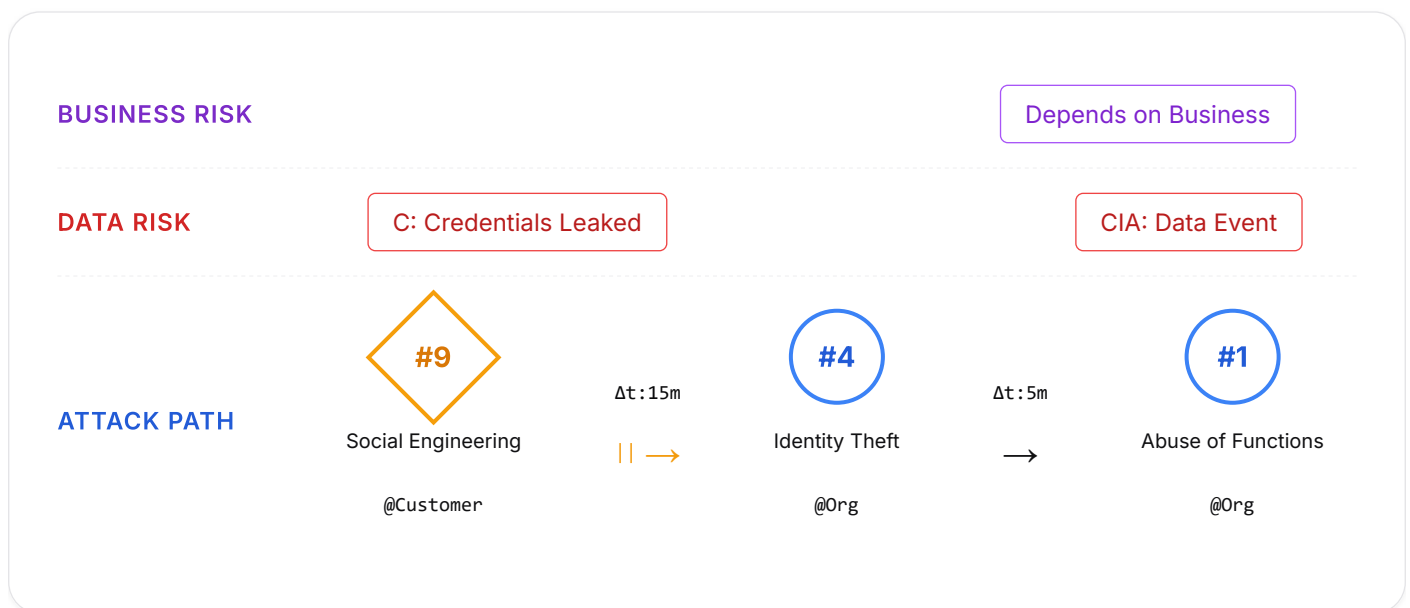 BUSINESS RISK
Depends on Business
DATA RISK
C: Credentials Leaked
CIA: Data Event
ATTACK PATH
#9
Social Engineering
@Customer
Δt:15m
|| →
#4
Identity Theft
@Org
Δt:5m
→
#1
Abuse of Functions
@Org